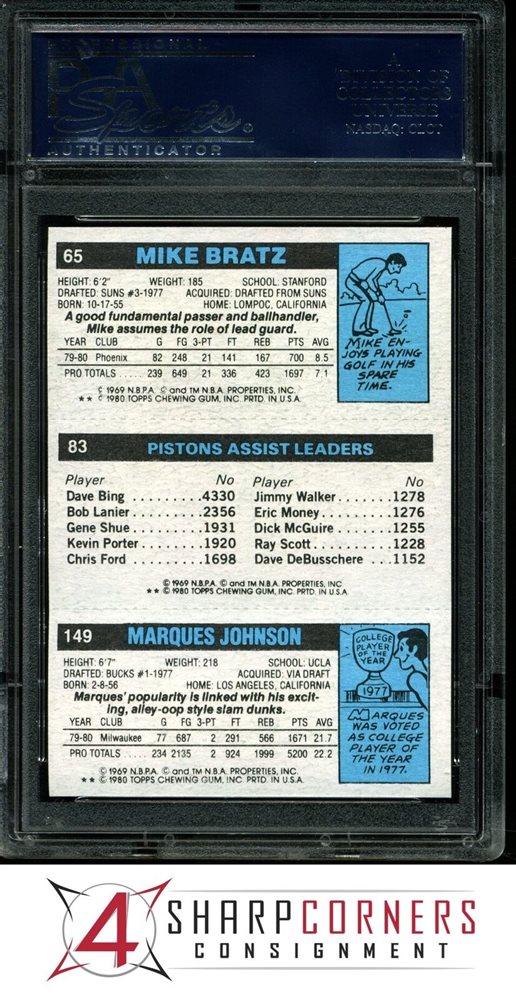 PROFESSIONAL
PSA
Sports®
AUTHENTICATOR
A
DIVISION OF
COLLECTORS
UNIVERSE
NASDAQ: CLCT
65 MIKE BRATZ
HEIGHT: 6'2" WEIGHT: 185 SCHOOL: STANFORD
DRAFTED: SUNS #3-1977 ACQUIRED: DRAFTED FROM SUNS
BORN: 10-17-55 HOME: LOMPOC, CALIFORNIA
A good fundamental passer and ballhandler,
Mike assumes the role of lead guard.
YEAR CLUB G FG 3-PT FT REB PTS AVG
79-80 Phoenix 82 248 21 141 167 700 8.5
PRO TOTALS 239 649 21 336 423 1697 7.1
© 1969 N.B.P.A. © and TM N.B.A. PROPERTIES, INC.
** © 1980 TOPPS CHEWING GUM, INC. PRTD. IN U.S.A.
MIKE EN-
JOYS PLAYING
GOLF IN HIS
SPARE
TIME.
83 PISTONS ASSIST LEADERS
Player No Player No
Dave Bing .........4330 Jimmy Walker.......1278
Bob Lanier ........2356 Eric Money .........1276
Gene Shue .........1931 Dick McGuire .......1255
Kevin Porter .......1920 Ray Scott ..........1228
Chris Ford .........1698 Dave DeBusschere ..1152
© 1969 N.B.P.A. © and TM N.B.A. PROPERTIES, INC
** © 1980 TOPPS CHEWING GUM, INC. PRTD. IN U.S.A.
149 MARQUES JOHNSON
HEIGHT: 6'7" WEIGHT: 218 SCHOOL: UCLA
DRAFTED: BUCKS #1-1977 ACQUIRED: VIA DRAFT
BORN: 2-8-56 HOME: LOS ANGELES, CALIFORNIA
Marques' popularity is linked with his excit-
ing, alley-oop style slam dunks.
YEAR CLUB G FG 3-PT FT REB PTS AVG
79-80 Milwaukee 77 687 2 291 566 1671 21.7
PRO TOTALS 234 2135 2 924 1999 5200 22.2
© 1969 N.B.P.A. © and TM N.B.A. PROPERTIES, INC.
** © 1980 TOPPS CHEWING GUM, INC. PRTD. IN U.S.A.
COLLEGE
PLAYER
OF THE
YEAR
1977
MARQUES
WAS VOTED
AS COLLEGE
PLAYER OF
THE YEAR
IN 1977.
4 SHARPCORNERS
CONSIGNMENT